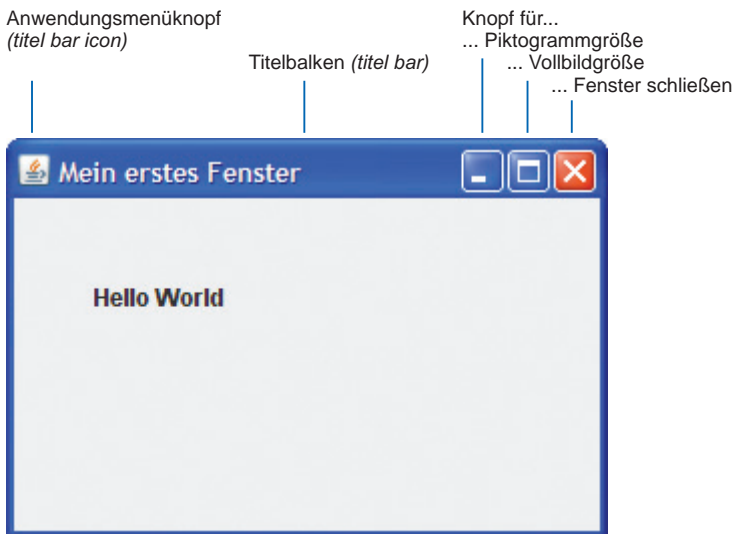 Anwendungsmenüknopf
(titel bar icon)
Titelbalken (titel bar)
Knopf für...
... Piktogrammgröße
... Vollbildgröße
... Fenster schließen
Mein erstes Fenster
Hello World